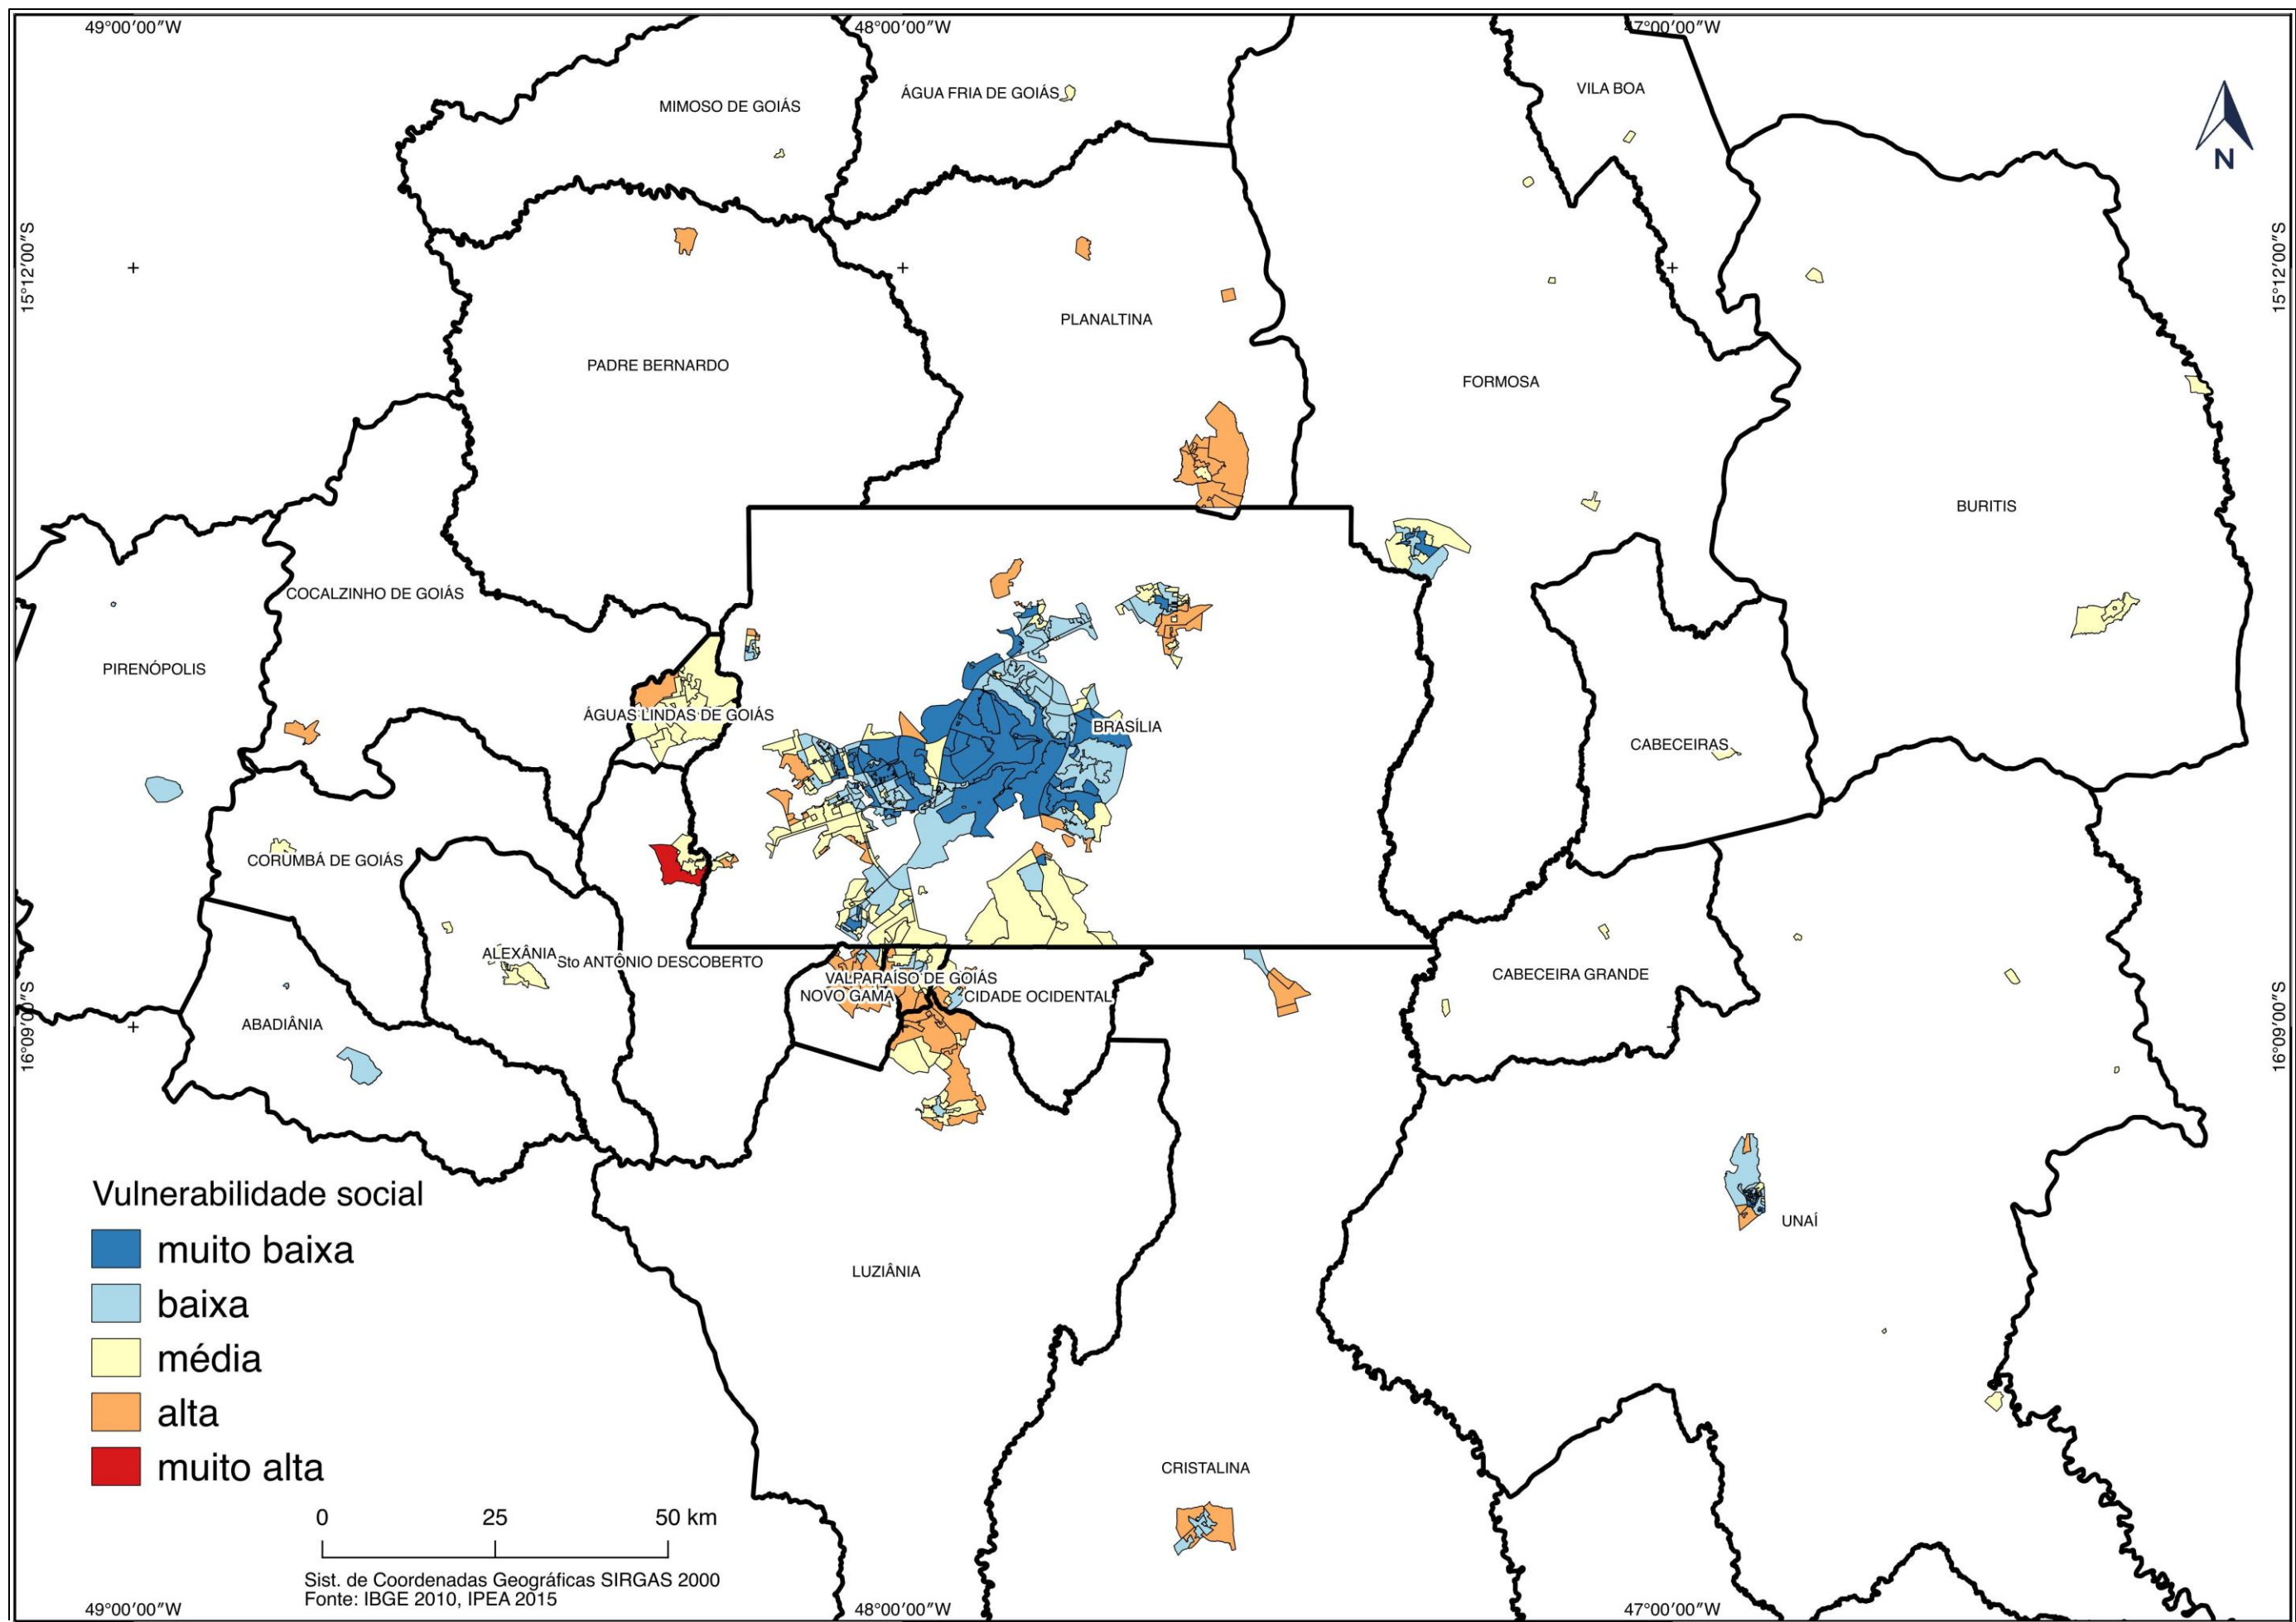 49°00′00″W
48°00′00″W
47°00′00″W
MIMOSO DE GOIÁS
ÁGUA FRIA DE GOIÁS
VILA BOA
N
15°12′00″S
15°12′00″S
PLANALTINA
PADRE BERNARDO
FORMOSA
BURITIS
COCALZINHO DE GOIÁS
PIRENÓPOLIS
ÁGUAS LINDAS DE GOIÁS
BRASÍLIA
CABECEIRAS
CORUMBÁ DE GOIÁS
ALEXÂNIA
Sto ANTÔNIO DESCOBERTO
CABECEIRA GRANDE
VALPARAÍSO DE GOIÁS
NOVO GAMA
CIDADE OCIDENTAL
ABADIÂNIA
16°09′00″S
16°09′00″S
UNAÍ
LUZIÂNIA
CRISTALINA
Vulnerabilidade social
muito baixa
baixa
média
alta
muito alta
0 25 50 km
Sist. de Coordenadas Geográficas SIRGAS 2000
Fonte: IBGE 2010, IPEA 2015
49°00′00″W
48°00′00″W
47°00′00″W